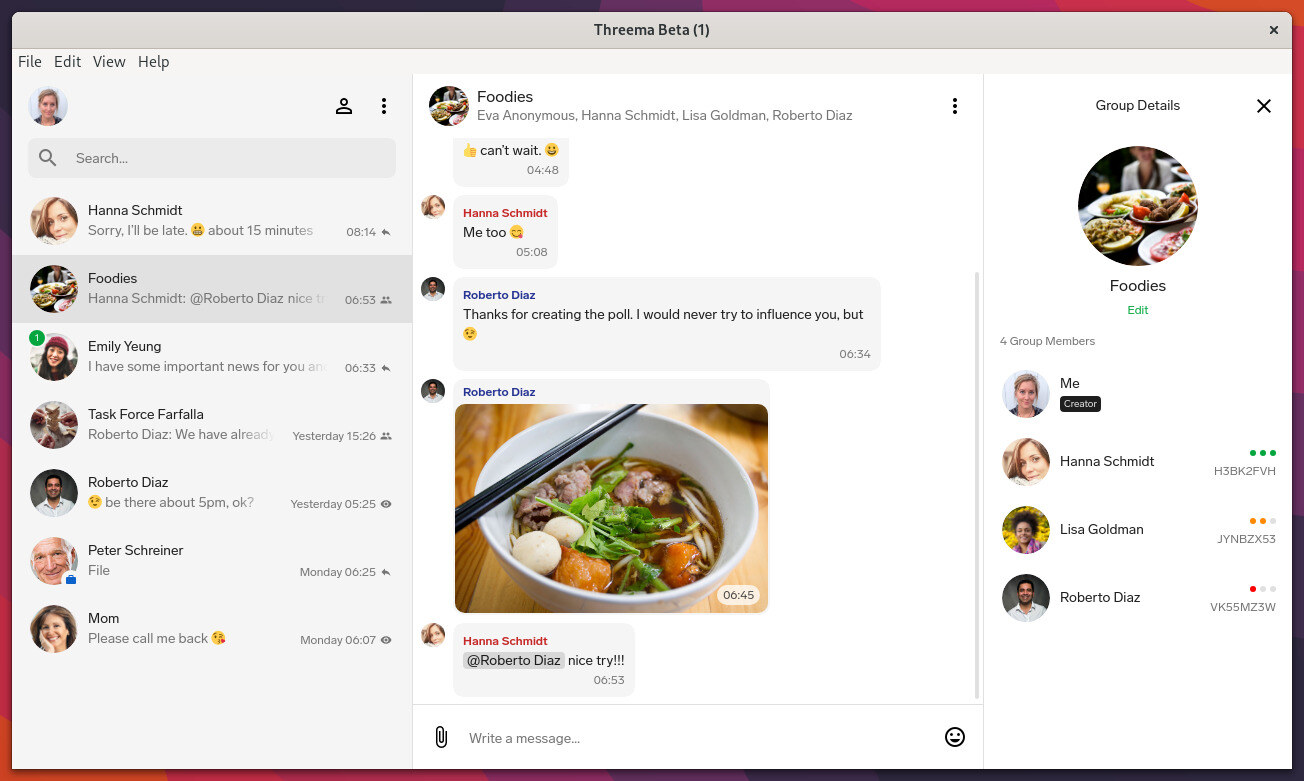 Threema Beta (1)
File Edit View Help
Search...
Hanna Schmidt
Sorry, I'll be late. 😬 about 15 minutes 08:14
Foodies
Hanna Schmidt: @Roberto Diaz nice 06:53
1
Emily Yeung
I have some important news for you 06:33
Task Force Farfalla
Roberto Diaz: We have already Yesterday 15:26
Roberto Diaz
😉 be there about 5pm, ok? Yesterday 05:25
Peter Schreiner
File Monday 06:25
Mom
Please call me back 😘 Monday 06:07
Foodies
Eva Anonymous, Hanna Schmidt, Lisa Goldman, Roberto Diaz
👍 can't wait. 😀
04:48
Hanna Schmidt
Me too 😋
05:08
Roberto Diaz
Thanks for creating the poll. I would never try to influence you, but
😉
06:34
Roberto Diaz
06:45
Hanna Schmidt
@Roberto Diaz nice try!!!
06:53
Write a message...
Group Details
Foodies
Edit
4 Group Members
Me
Creator
Hanna Schmidt
H3BK2FVH
Lisa Goldman
JYNBZX53
Roberto Diaz
VK55MZ3W